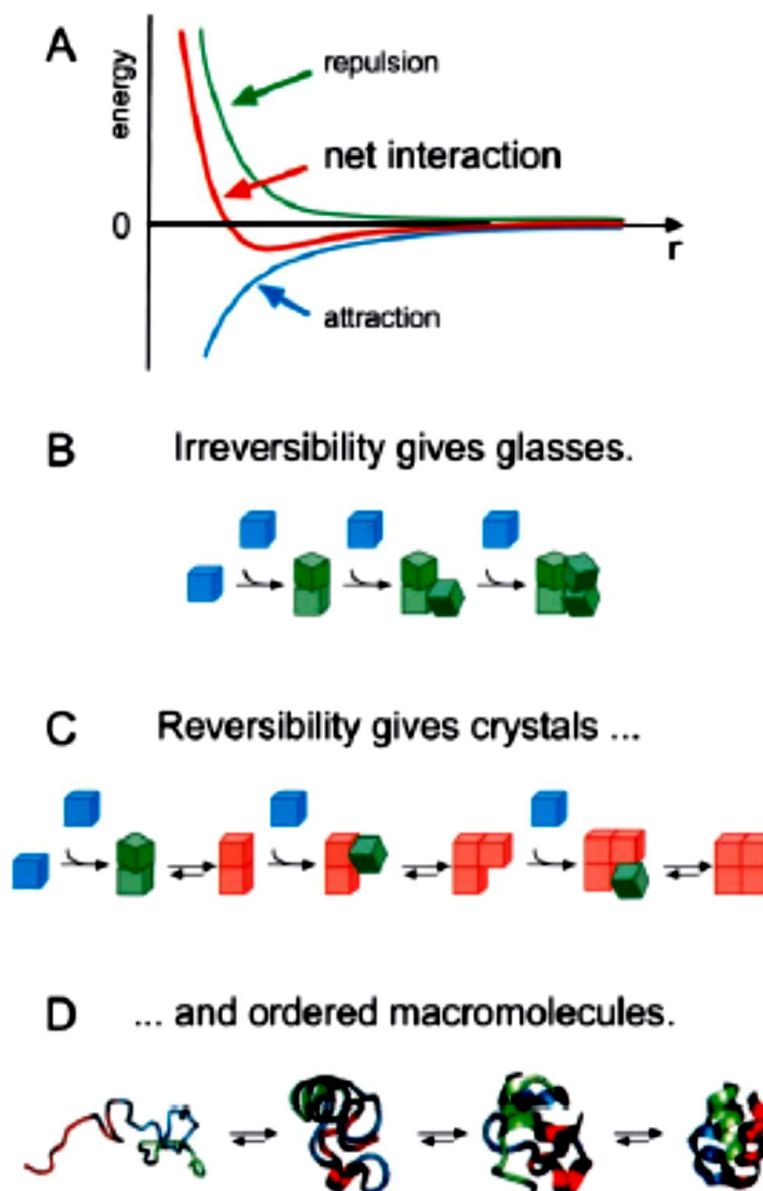 A
energy
repulsion
net interaction
0
r
attraction
B Irreversibility gives glasses.
C Reversibility gives crystals ...
D ... and ordered macromolecules.